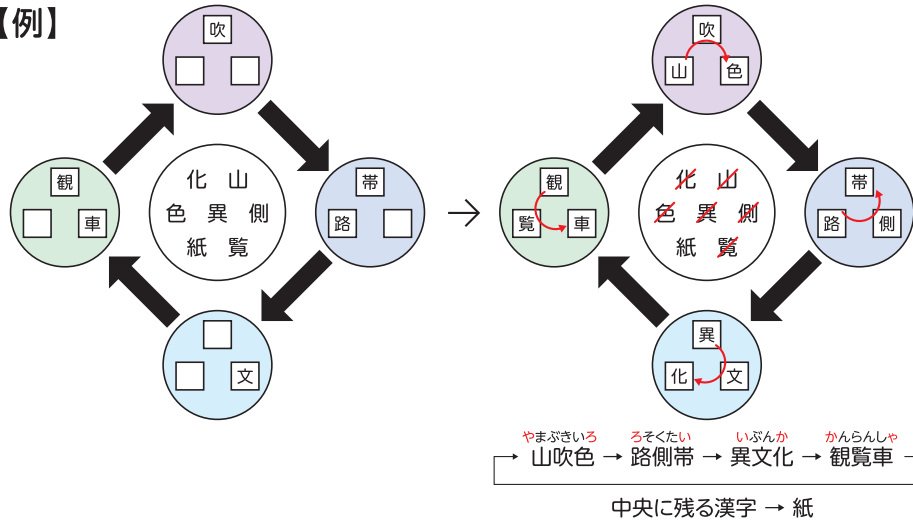 【例】
吹
観
車
帯
路
文
化 山
色 異 側
紙 覧
吹
山 色
観
覧 車
帯
路 側
異
化 文
化 山
色 異 側
紙 覧
やまぶきいろ ろそくたい いぶんか かんらんしゃ
山吹色 → 路側帯 → 異文化 → 観覧車
中央に残る漢字 → 紙